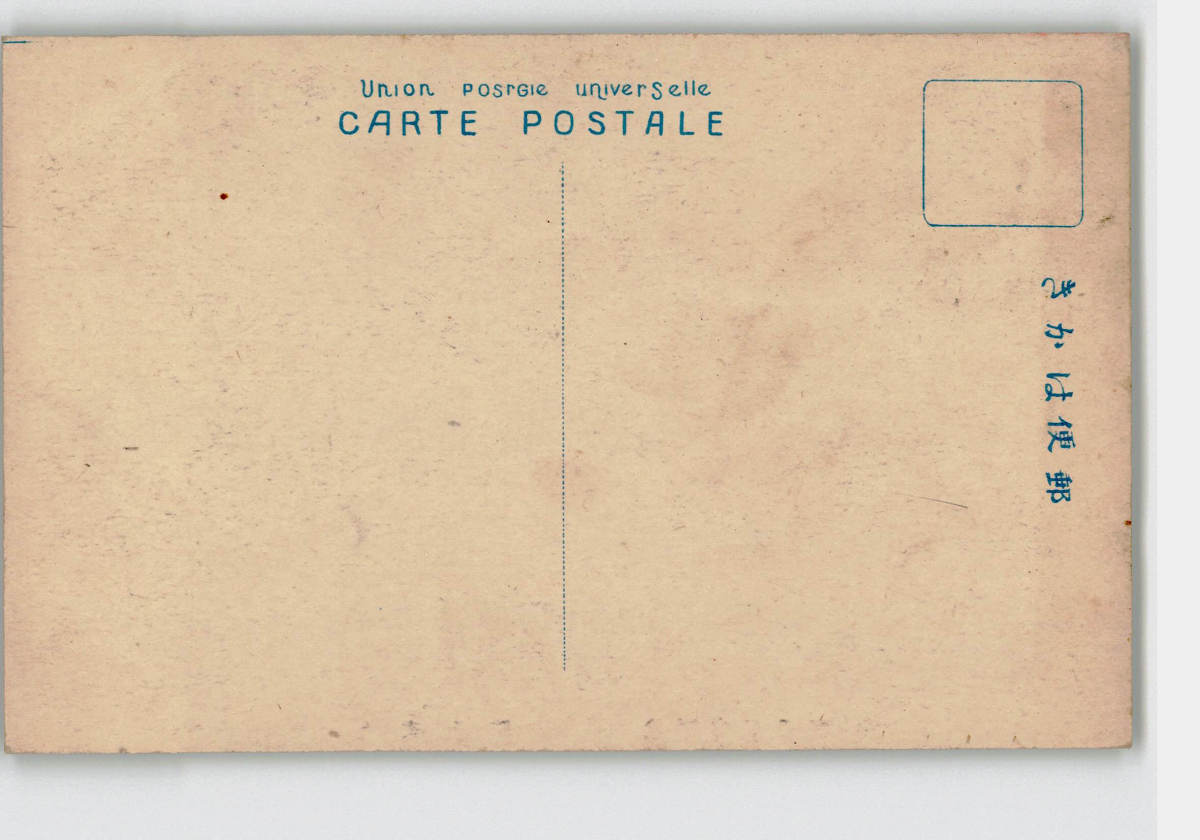 Union posrGie univerSelle
CARTE POSTALE
きかは便郵